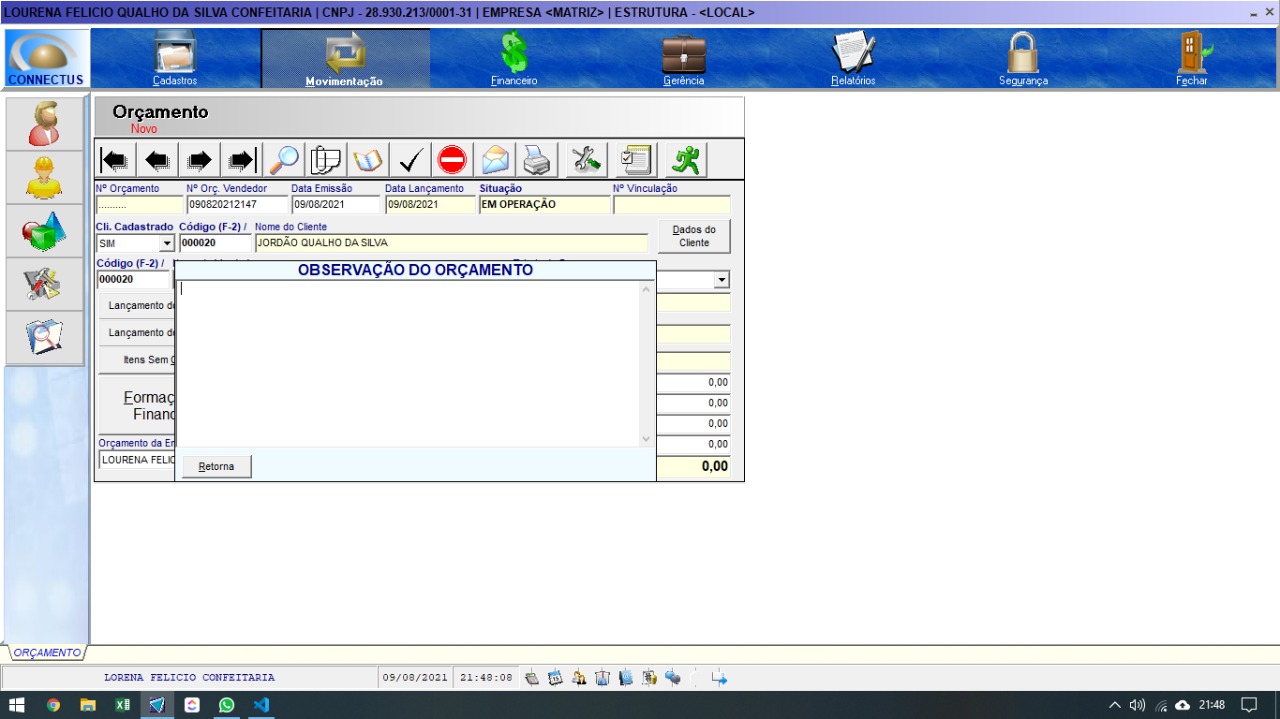 LOURENA FELICIO QUALHO DA SILVA CONFEITARIA | CNPJ - 28.930.213/0001-31 | EMPRESA <MATRIZ> | ESTRUTURA - <LOCAL>
CONNECTUS
Cadastros
Movimentação
Financeiro
Gerência
Relatórios
Segurança
Fechar
Orçamento
Novo
Nº Orçamento Nº Orç. Vendedor Data Emissão Data Lançamento Situação Nº Vinculação
.......... 090820212147 09/08/2021 09/08/2021 EM OPERAÇÃO
Cli. Cadastrado Código (F-2) / Nome do Cliente
SIM 000020 JORDÃO QUALHO DA SILVA
Dados do
Cliente
Código (F-2) /
000020
OBSERVAÇÃO DO ORÇAMENTO
Lançamento de
Lançamento de
Itens Sem
Formaç
Financ
0,00
0,00
0,00
Orçamento da Em
0,00
LOURENA FELIC
Retorna
0,00
ORÇAMENTO
LORENA FELICIO CONFEITARIA 09/08/2021 21:48:08
21:48